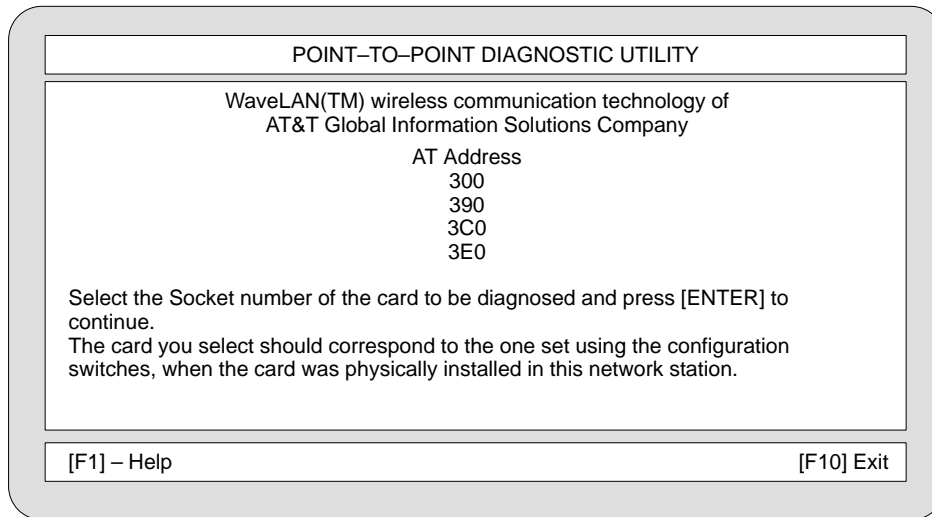 POINT–TO–POINT DIAGNOSTIC UTILITY
WaveLAN(TM) wireless communication technology of
AT&T Global Information Solutions Company
AT Address
300
390
3C0
3E0
Select the Socket number of the card to be diagnosed and press [ENTER] to
continue.
The card you select should correspond to the one set using the configuration
switches, when the card was physically installed in this network station.
[F1] – Help [F10] Exit